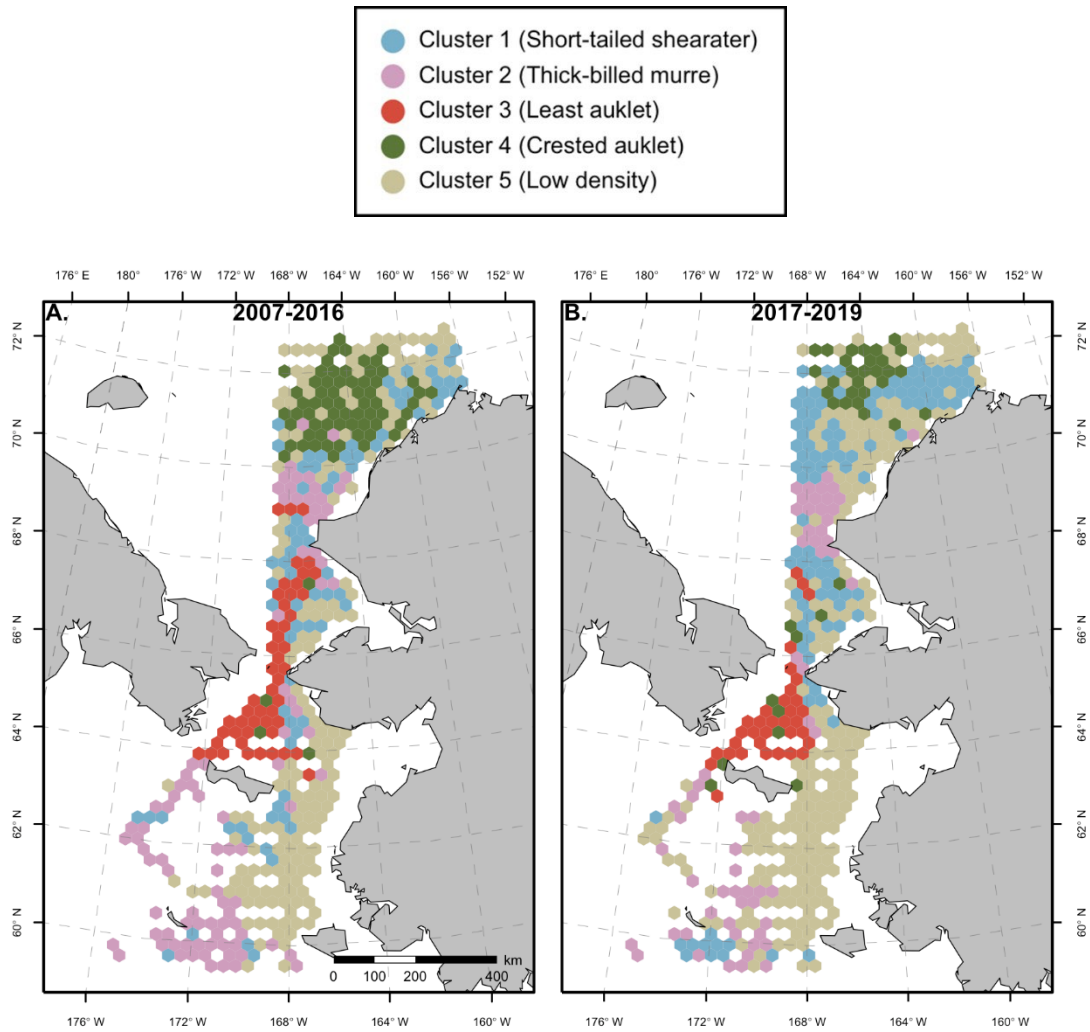 Cluster 1 (Short-tailed shearater)
Cluster 2 (Thick-billed murre)
Cluster 3 (Least auklet)
Cluster 4 (Crested auklet)
Cluster 5 (Low density)
176° E 180° 176° W 172° W 168° W 164° W 160° W 156° W 152° W
176° E 180° 176° W 172° W 168° W 164° W 160° W 156° W 152° W
A. 2007-2016
B. 2017-2019
72° N
70° N
68° N
66° N
64° N
62° N
60° N
72° N
70° N
68° N
66° N
64° N
62° N
60° N
km
0 100 200 400
176° W 172° W 168° W 164° W 160° W
176° W 172° W 168° W 164° W 160° W